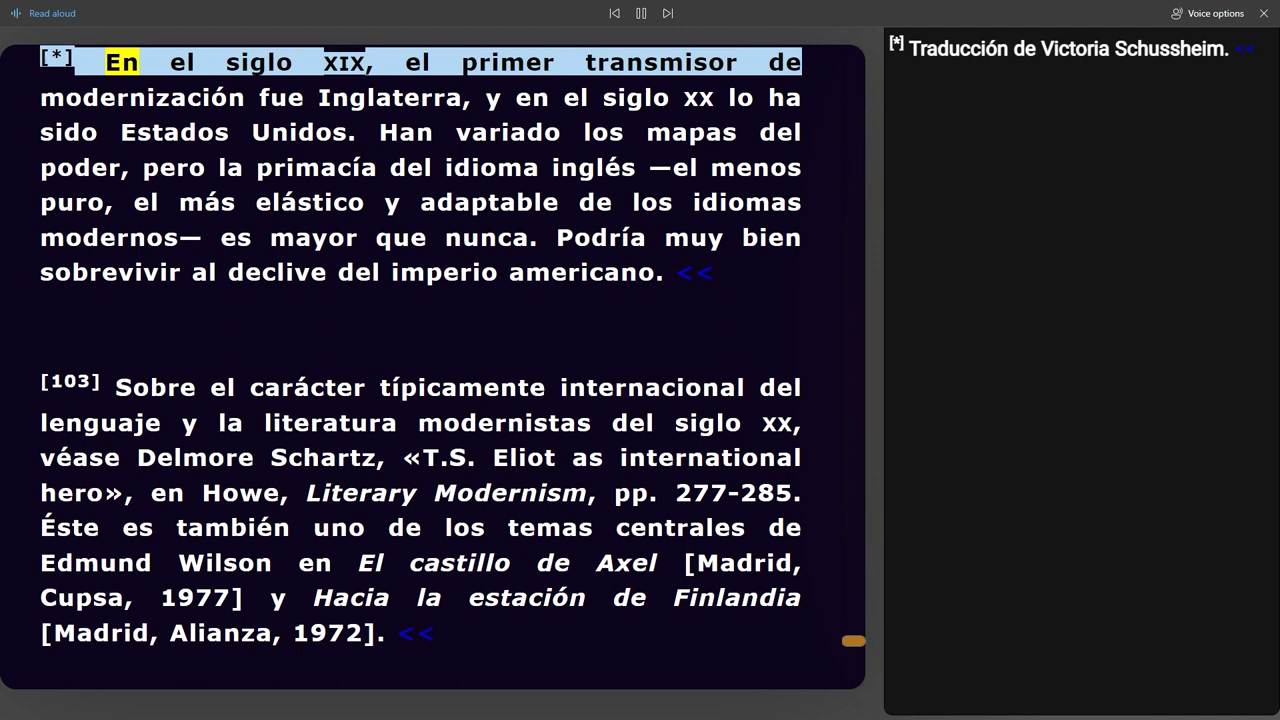 Read aloud
Voice options
[*] En el siglo XIX, el primer transmisor de
modernización fue Inglaterra, y en el siglo XX lo ha
sido Estados Unidos. Han variado los mapas del
poder, pero la primacía del idioma inglés —el menos
puro, el más elástico y adaptable de los idiomas
modernos— es mayor que nunca. Podría muy bien
sobrevivir al declive del imperio americano. <<
[103] Sobre el carácter típicamente internacional del
lenguaje y la literatura modernistas del siglo XX,
véase Delmore Schartz, «T.S. Eliot as international
hero», en Howe, Literary Modernism, pp. 277-285.
Éste es también uno de los temas centrales de
Edmund Wilson en El castillo de Axel [Madrid,
Cupsa, 1977] y Hacia la estación de Finlandia
[Madrid, Alianza, 1972]. <<
[*] Traducción de Victoria Schussheim. <<